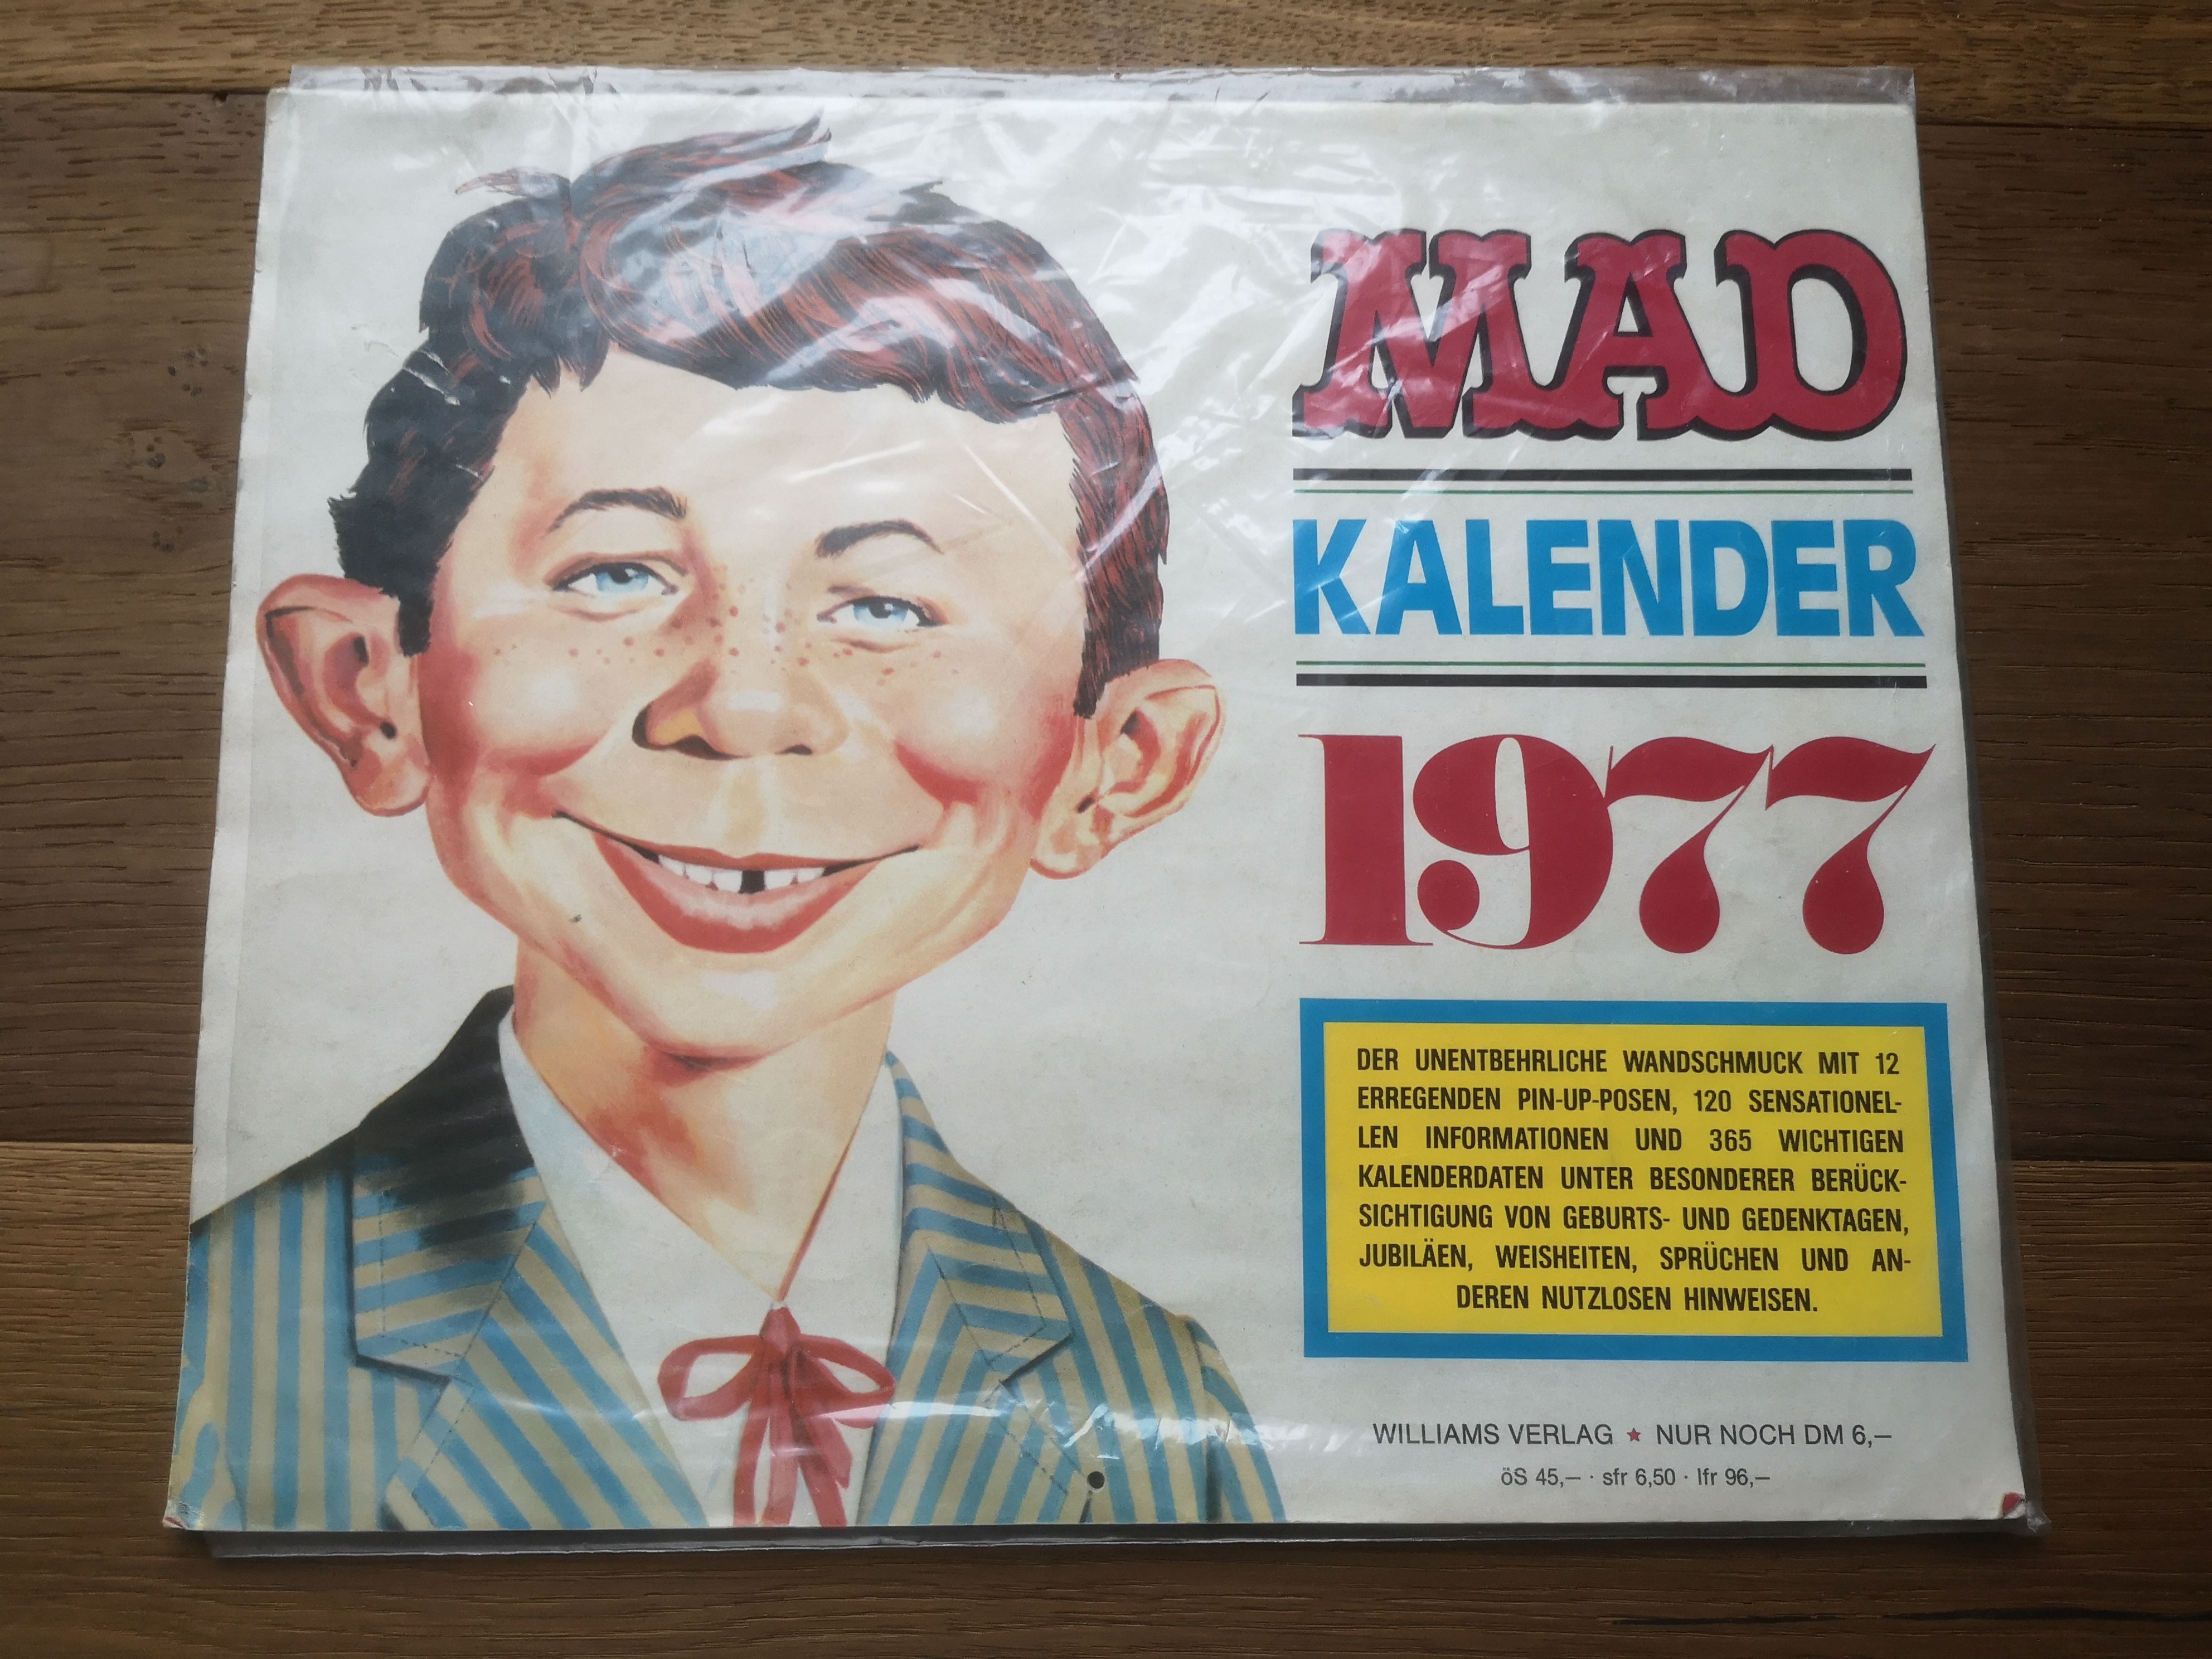 MAD
KALENDER
1977
DER UNENTBEHRLICHE WANDSCHMUCK MIT 12
ERREGENDEN PIN-UP-POSEN, 120 SENSATIONEL-
LEN INFORMATIONEN UND 365 WICHTIGEN
KALENDERDATEN UNTER BESONDERER BERÜCK-
SICHTIGUNG VON GEBURTS- UND GEDENKTAGEN,
JUBILÄEN, WEISHEITEN, SPRÜCHEN UND AN-
DEREN NUTZLOSEN HINWEISEN.
WILLIAMS VERLAG ★ NUR NOCH DM 6,—
öS 45,— · sfr 6,50 · lfr 96,—